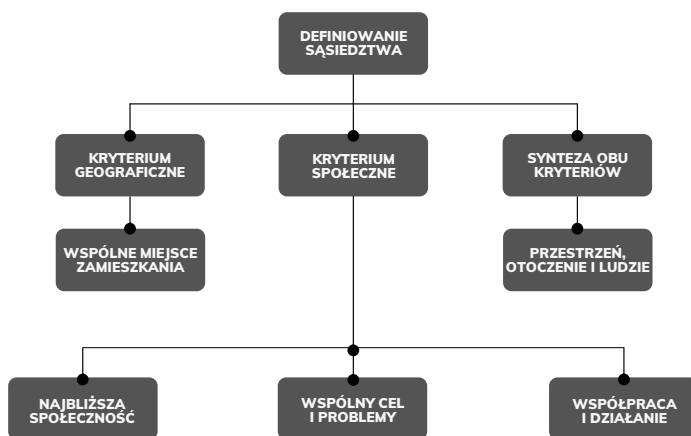 DEFINIOWANIE
SĄSIEDZTWA
KRYTERIUM
GEOGRAFICZNE
KRYTERIUM
SPOŁECZNE
SYNTEZA OBU
KRYTERIÓW
WSPÓLNE MIEJSCE
ZAMIESZKANIA
PRZESTRZEŃ,
OTOCZENIE I LUDZIE
NAJBLIŻSZA
SPOŁECZNOŚĆ
WSPÓLNY CEL
I PROBLEMY
WSPÓŁPRACA
I DZIAŁANIE